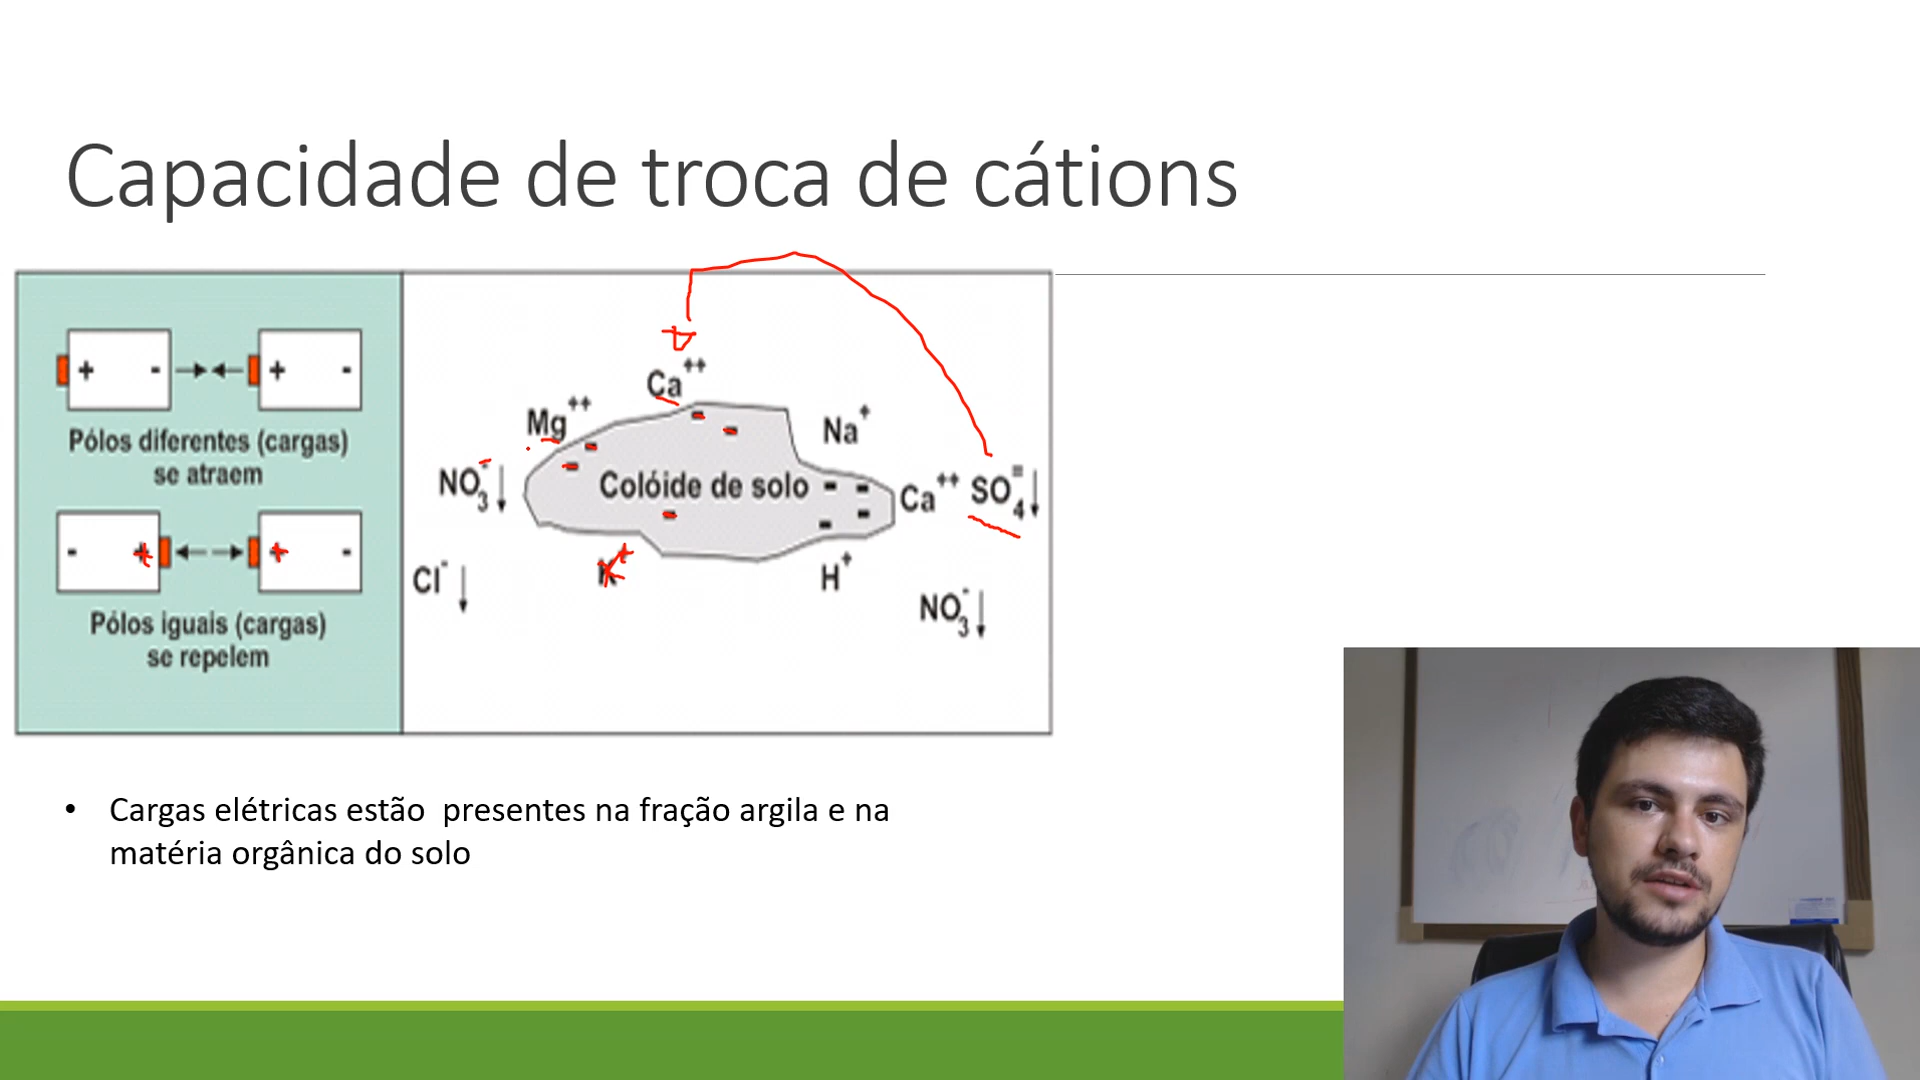 Capacidade de troca de cátions
+ - + -
Pólos diferentes (cargas)
se atraem
- + + -
Pólos iguais (cargas)
se repelem
Ca++
Mg++
Na+
NO3-
Colóide de solo
Ca++
SO4=
K+
H+
Cl-
NO3-
• Cargas elétricas estão presentes na fração argila e na
matéria orgânica do solo